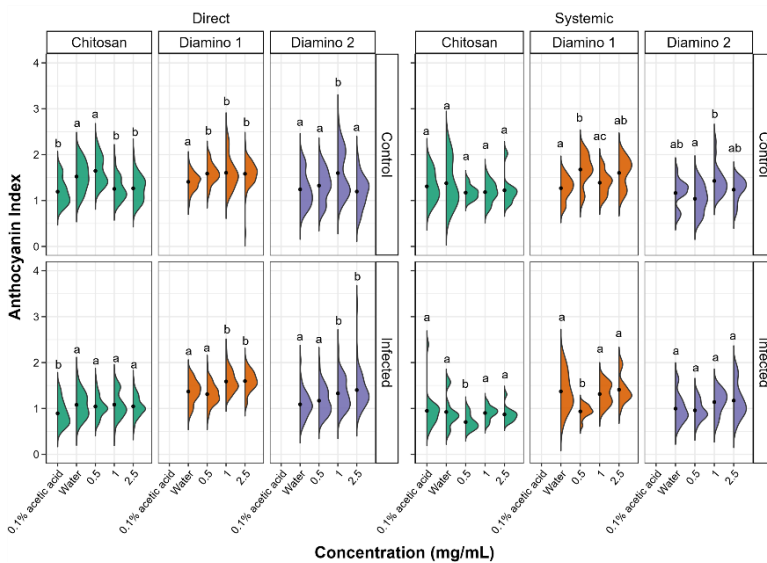 Direct Systemic
Chitosan Diamino 1 Diamino 2 Chitosan Diamino 1 Diamino 2
Anthocyanin Index
4
3
2
1
0
b a a b b
a b b b
a a b a
a a a a a
a b ac ab
ab a b ab
Control
Control
4
3
2
1
0
b a a a a
a a b b
a a b b
a a b a a
a b a a
a a a a
Infected
Infected
0.1% acetic acid Water 0.5 1 2.5
0.1% acetic acid Water 0.5 1 2.5
0.1% acetic acid Water 0.5 1 2.5
0.1% acetic acid Water 0.5 1 2.5
0.1% acetic acid Water 0.5 1 2.5
0.1% acetic acid Water 0.5 1 2.5
Concentration (mg/mL)